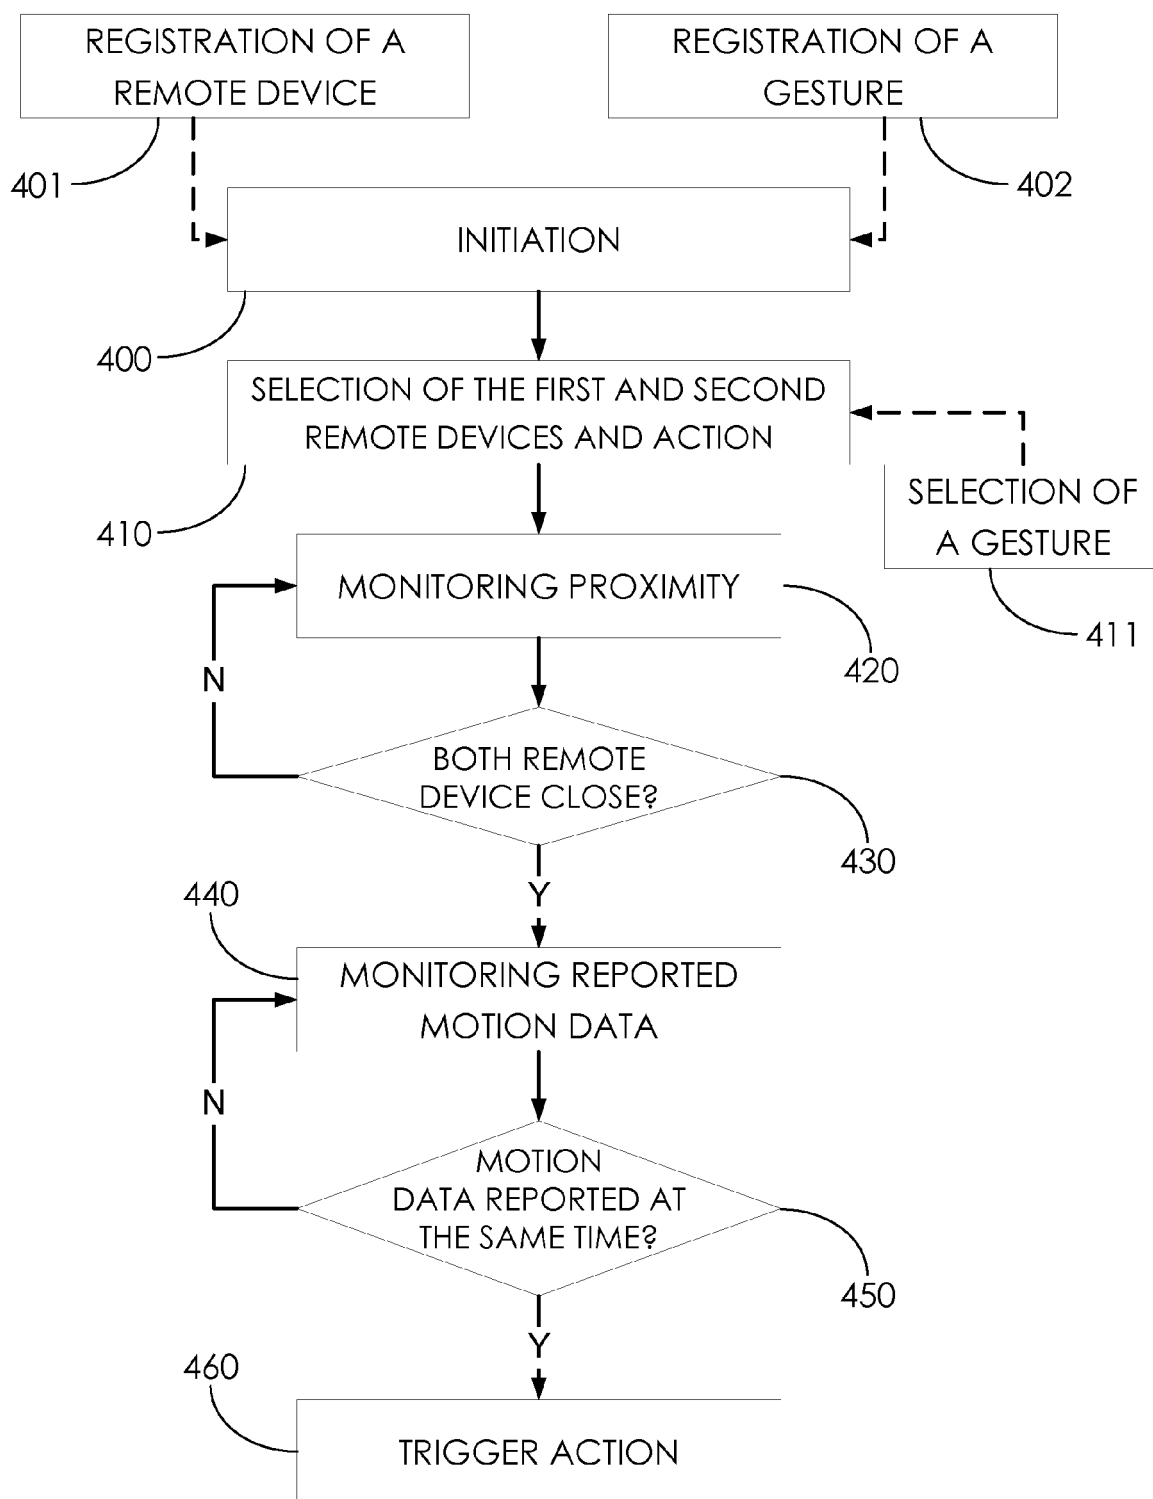 REGISTRATION OF A
REMOTE DEVICE
REGISTRATION OF A
GESTURE
401
402
INITIATION
400
SELECTION OF THE FIRST AND SECOND
REMOTE DEVICES AND ACTION
410
SELECTION OF
A GESTURE
411
MONITORING PROXIMITY
420
N
BOTH REMOTE
DEVICE CLOSE?
430
Y
440
MONITORING REPORTED
MOTION DATA
N
MOTION
DATA REPORTED AT
THE SAME TIME?
450
Y
460
TRIGGER ACTION